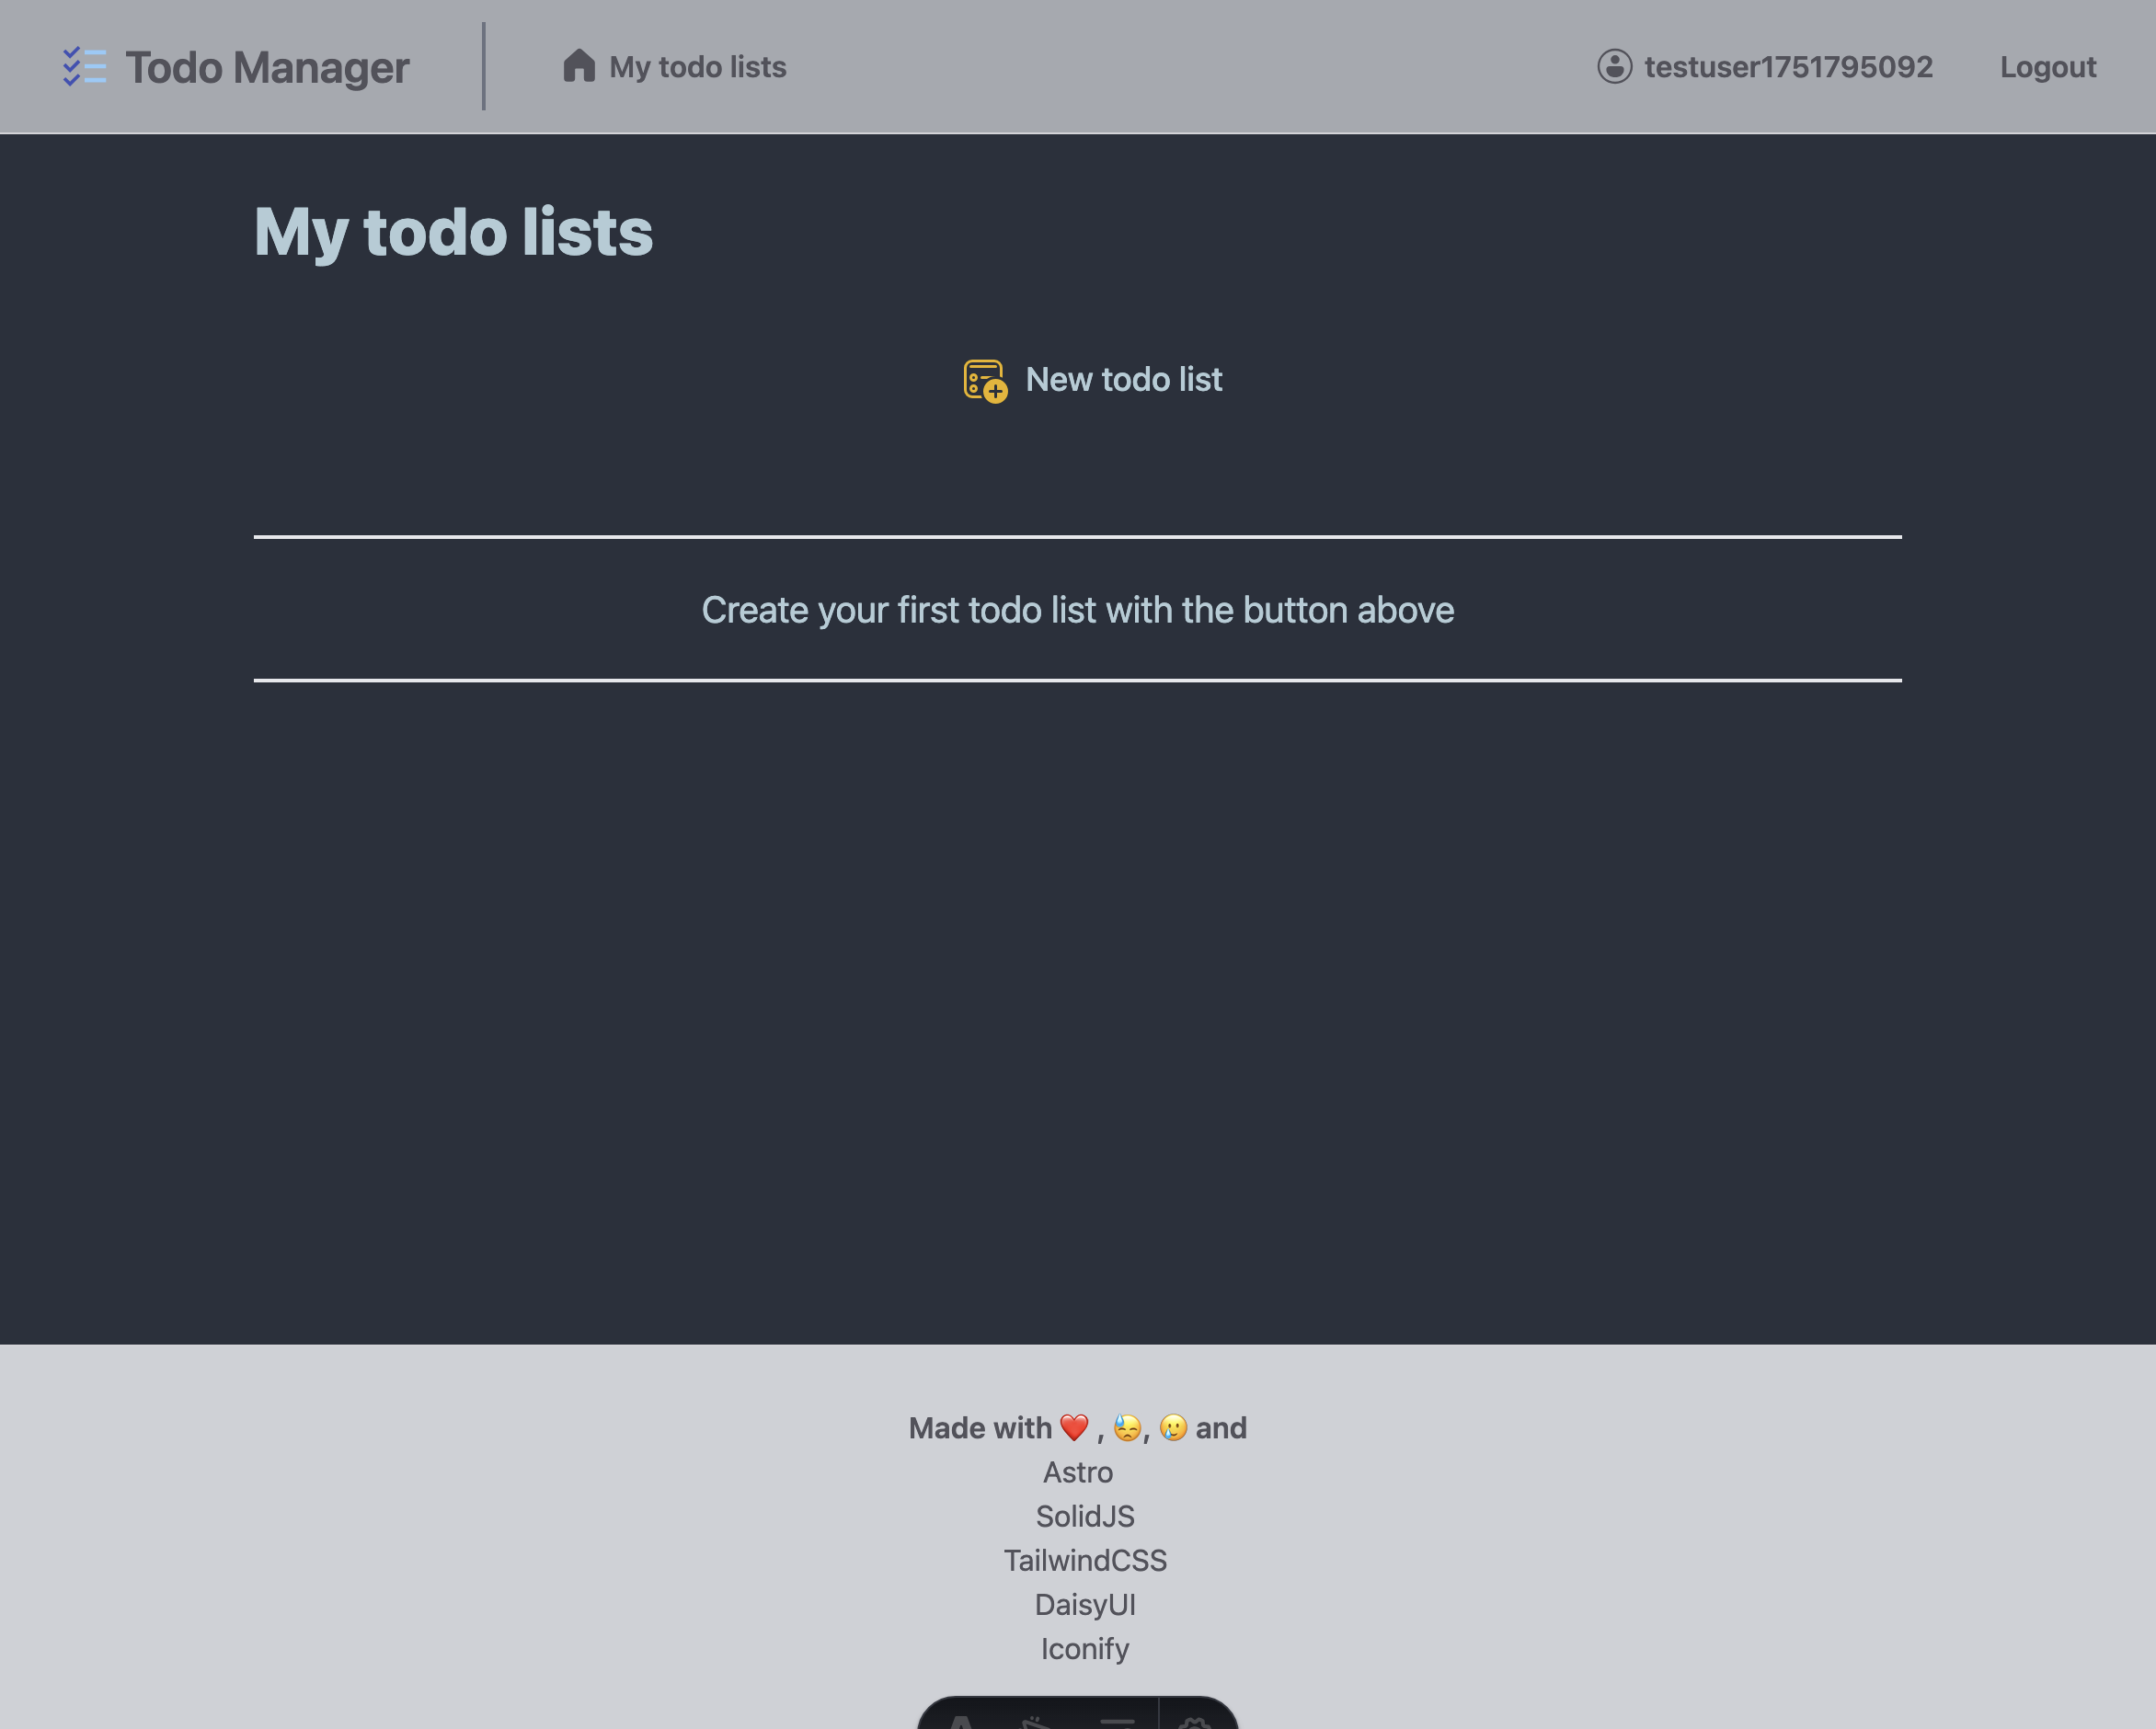 Todo Manager
My todo lists
testuser1751795092
Logout
My todo lists
New todo list
Create your first todo list with the button above
Made with ❤️ , 😓, 🥲 and
Astro
SolidJS
TailwindCSS
DaisyUI
Iconify